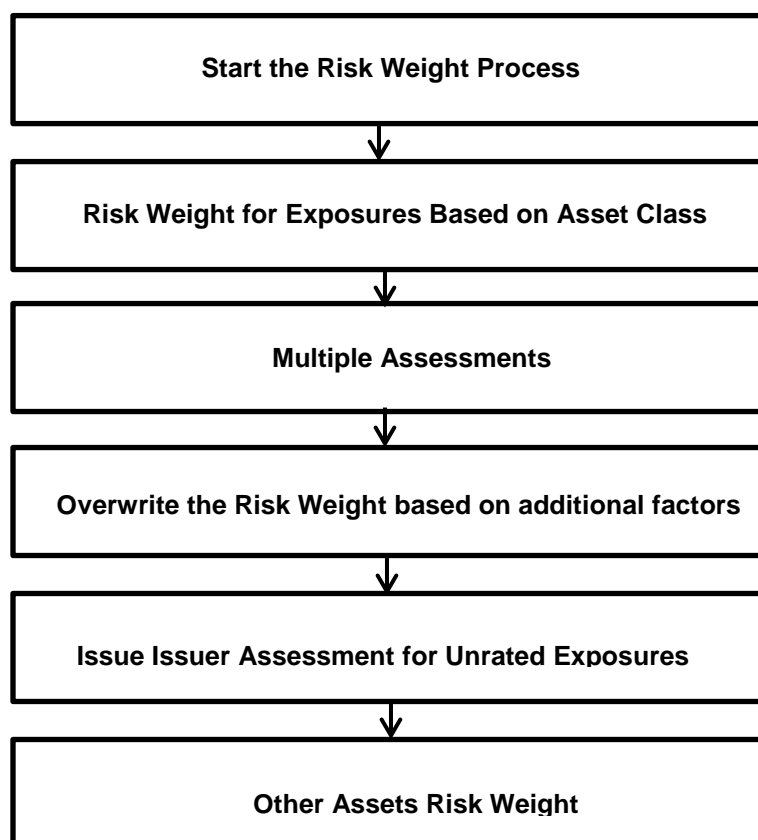 Start the Risk Weight Process
Risk Weight for Exposures Based on Asset Class
Multiple Assessments
Overwrite the Risk Weight based on additional factors
Issue Issuer Assessment for Unrated Exposures
Other Assets Risk Weight